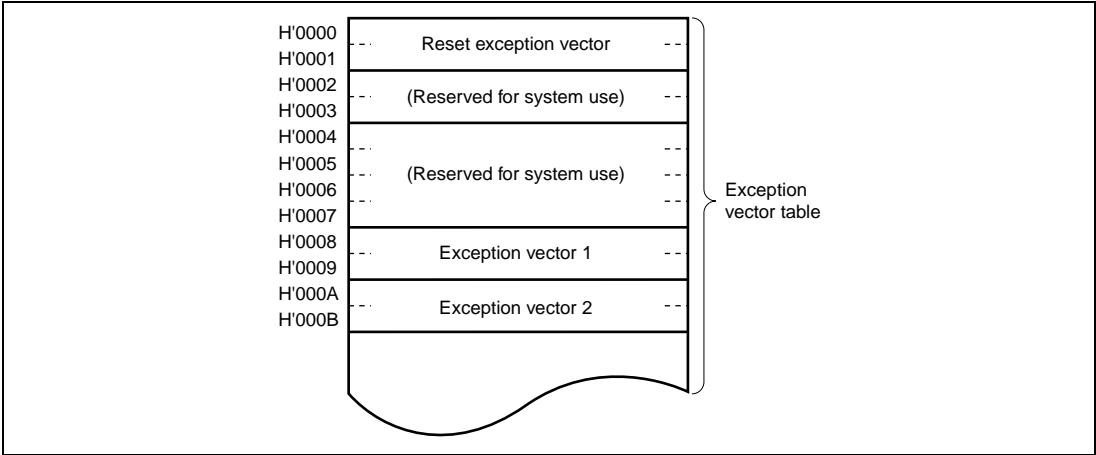 H'0000
H'0001
Reset exception vector
H'0002
H'0003
(Reserved for system use)
H'0004
H'0005
H'0006
H'0007
(Reserved for system use)
H'0008
H'0009
Exception vector 1
H'000A
H'000B
Exception vector 2
Exception
vector table